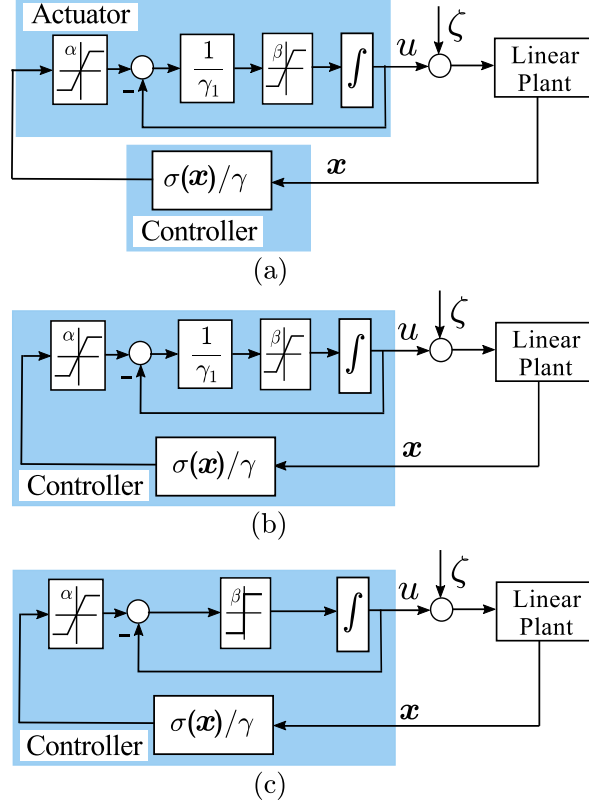 Actuator
α
1
γ₁
β
∫
u
ζ
Linear
Plant
−
σ(x)/γ
x
Controller
(a)
α
1
γ₁
β
∫
u
ζ
Linear
Plant
−
σ(x)/γ
x
Controller
(b)
α
β
∫
u
ζ
Linear
Plant
−
σ(x)/γ
x
Controller
(c)